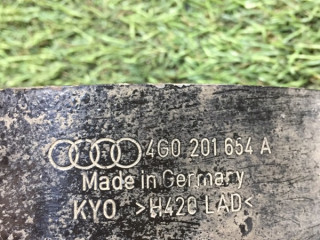 4G0 201 654 A
Made in Germany
KYO >H420 LAD<